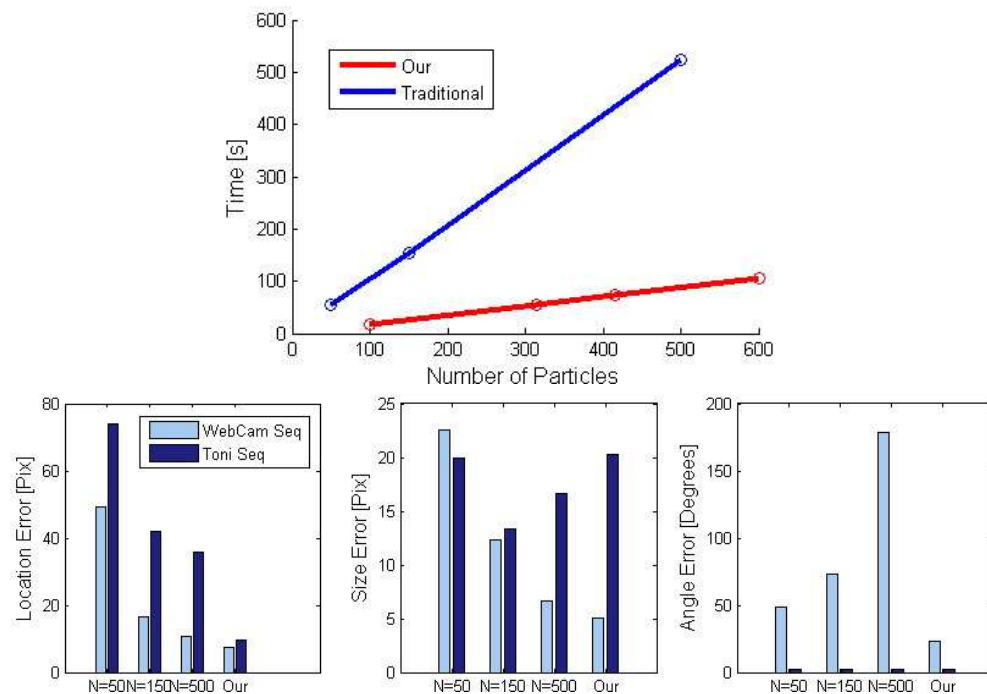 600
500
400
300
200
100
0
Time [s]
Our
Traditional
0 100 200 300 400 500 600
Number of Particles
80
60
40
20
0
Location Error [Pix]
WebCam Seq
Toni Seq
N=50 N=150 N=500 Our
25
20
15
10
5
0
Size Error [Pix]
N=50 N=150 N=500 Our
200
150
100
50
0
Angle Error [Degrees]
N=50 N=150 N=500 Our